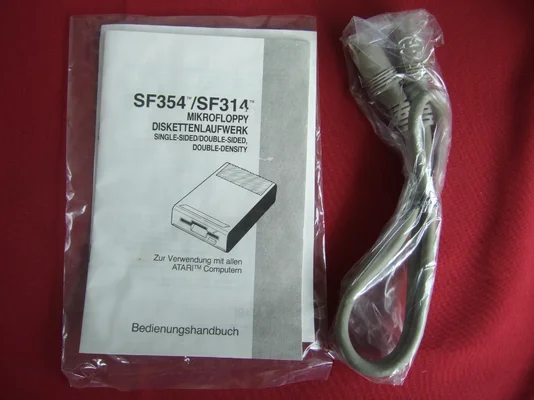 SF354™/SF314™
MIKROFLOPPY
DISKETTENLAUFWERK
SINGLE-SIDED/DOUBLE-SIDED,
DOUBLE-DENSITY
Zur Verwendung mit allen
ATARI™ Computern
Bedienungshandbuch